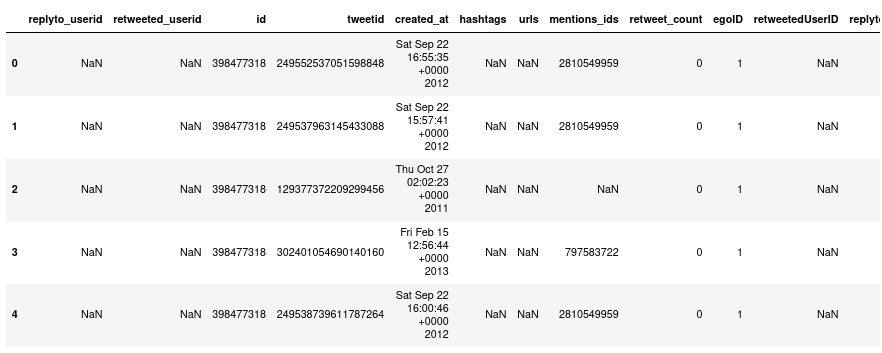 replyto_userid retweeted_userid id tweetid created_at hashtags urls mentions_ids retweet_count egoID retweetedUserID replyto
Sat Sep 22
0 NaN NaN 398477318 249552537051598848 16:55:35 NaN NaN 2810549959 0 1 NaN
+0000
2012
Sat Sep 22
1 NaN NaN 398477318 249537963145433088 15:57:41 NaN NaN 2810549959 0 1 NaN
+0000
2012
Thu Oct 27
2 NaN NaN 398477318 129377372209299456 02:02:23 NaN NaN NaN 0 1 NaN
+0000
2011
Fri Feb 15
3 NaN NaN 398477318 302401054690140160 12:56:44 NaN NaN 797583722 0 1 NaN
+0000
2013
Sat Sep 22
4 NaN NaN 398477318 249538739611787264 16:00:46 NaN NaN 2810549959 0 1 NaN
+0000
2012